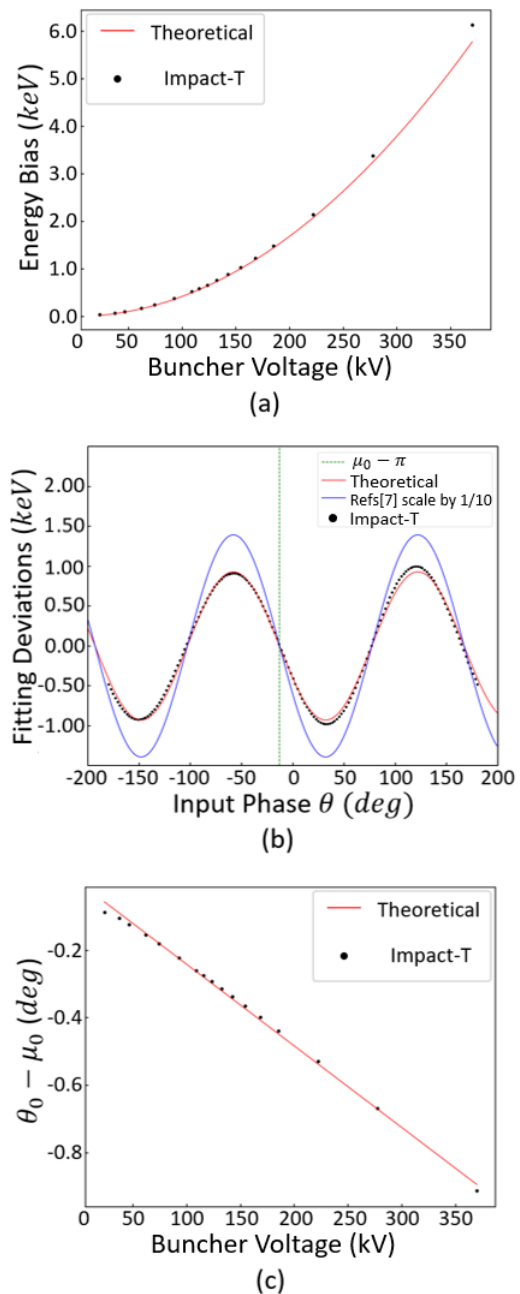 6.0
5.0
4.0
3.0
2.0
1.0
0.0
Energy Bias (keV)
Theoretical
Impact-T
0 50 100 150 200 250 300 350
Buncher Voltage (kV)
(a)
2.00
1.50
1.00
0.50
0.00
-0.50
-1.00
Fitting Deviations (keV)
μ₀ − π
Theoretical
Refs[7] scale by 1/10
Impact-T
-200 -150 -100 -50 0 50 100 150 200
Input Phase θ (deg)
(b)
-0.2
-0.4
-0.6
-0.8
θ₀ − μ₀ (deg)
Theoretical
Impact-T
0 50 100 150 200 250 300 350
Buncher Voltage (kV)
(c)